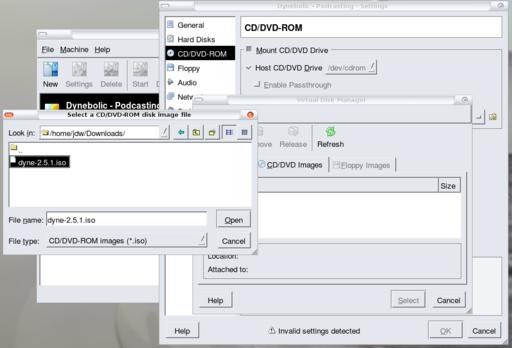 Dynebolic - Podcasting - Settings
General
Hard Disks
CD/DVD-ROM
Floppy
Audio
CD/DVD-ROM
Mount CD/DVD Drive
Host CD/DVD Drive /dev/cdrom
Enable Passthrough
File Machine Help
New Settings Delete Start
Dynebolic - Podcasting
Virtual Disk Manager
Release Refresh
CD/DVD Images Floppy Images
Size
Location:
Attached to:
Help Select Cancel
Select a CD/DVD-ROM disk image file
Look in: /home/jdw/Downloads/
..
dyne-2.5.1.iso
File name: dyne-2.5.1.iso Open
File type: CD/DVD-ROM images (*.iso) Cancel
Help Invalid settings detected OK Cancel